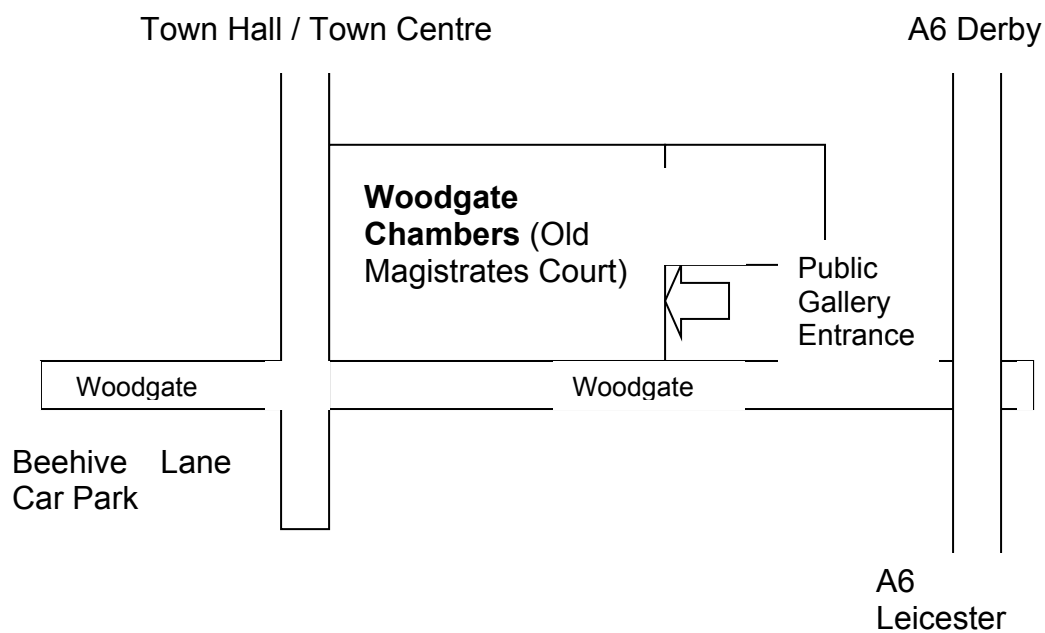 Town Hall / Town Centre
A6 Derby
Woodgate
Chambers (Old
Magistrates Court)
Public
Gallery
Entrance
Woodgate
Woodgate
Beehive Lane
Car Park
A6
Leicester